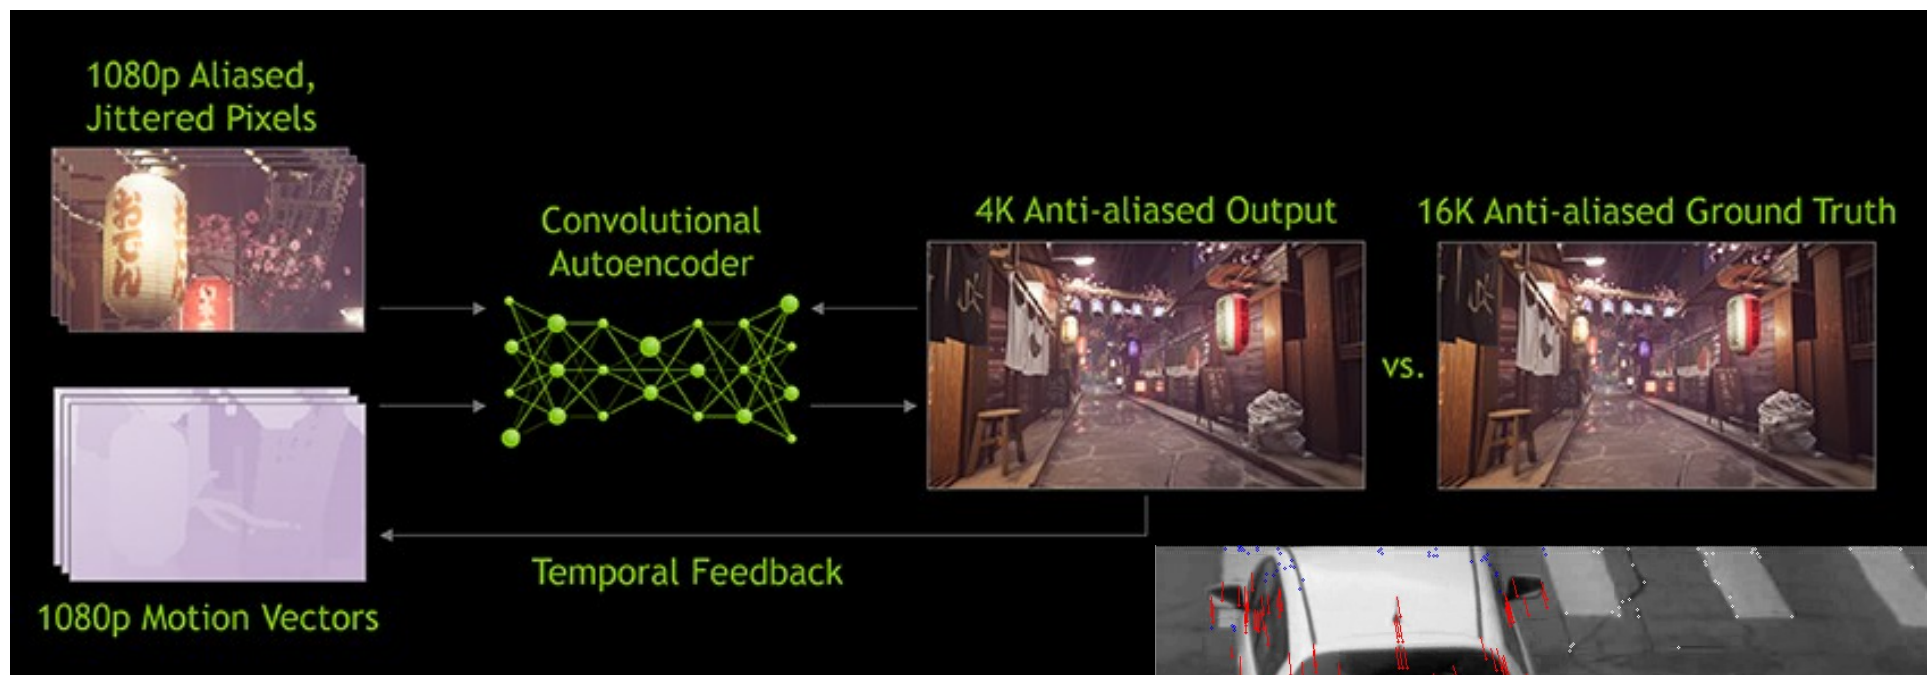 1080p Aliased,
Jittered Pixels
Convolutional
Autoencoder
4K Anti-aliased Output
16K Anti-aliased Ground Truth
vs.
Temporal Feedback
1080p Motion Vectors